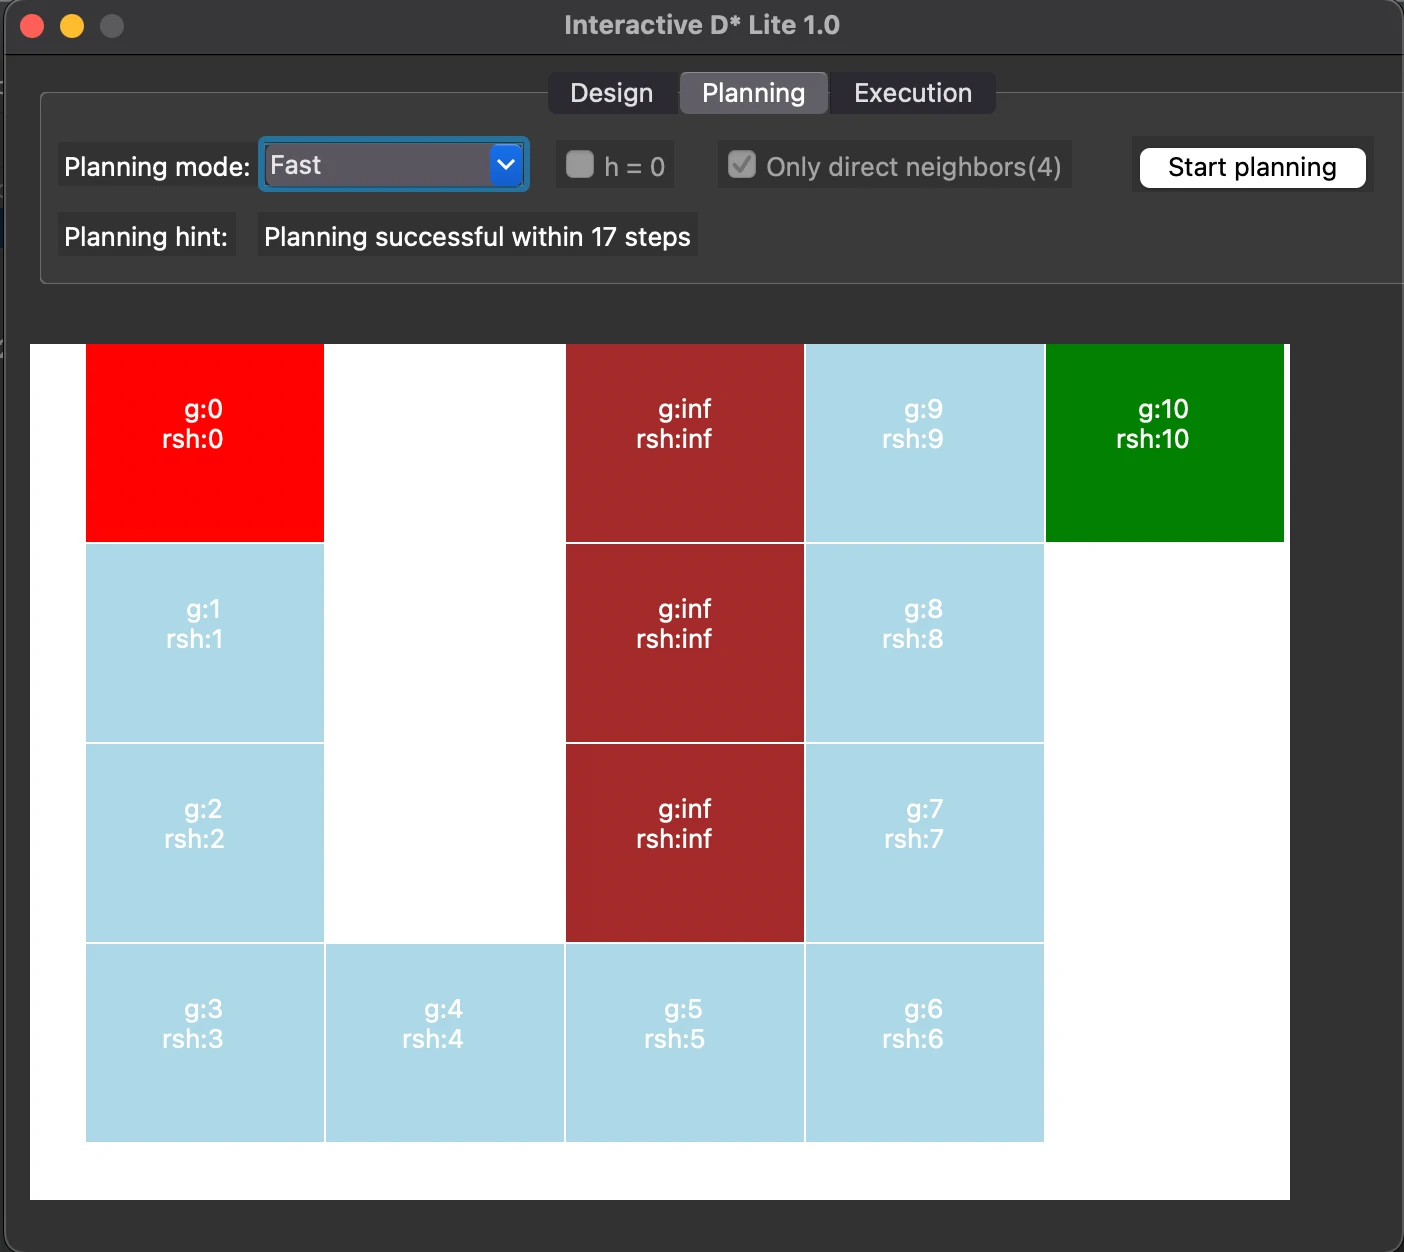 Interactive D* Lite 1.0
Design Planning Execution
Planning mode: Fast h = 0 Only direct neighbors(4) Start planning
Planning hint: Planning successful within 17 steps
g:0 g:inf g:9 g:10
rsh:0 rsh:inf rsh:9 rsh:10
g:1 g:inf g:8
rsh:1 rsh:inf rsh:8
g:2 g:inf g:7
rsh:2 rsh:inf rsh:7
g:3 g:4 g:5 g:6
rsh:3 rsh:4 rsh:5 rsh:6